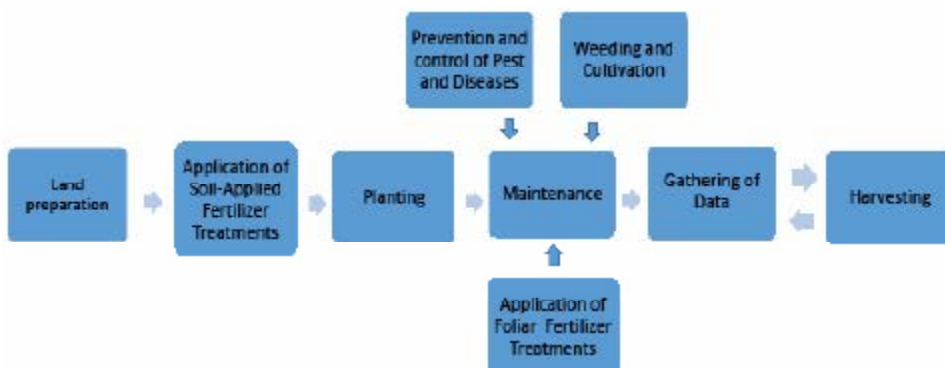 Prevention and
control of Pest
and Diseases
Weeding and
Cultivation
Land
preparation
Application of
Soil-Applied
Fertilizer
Treatments
Planting
Maintenance
Gathering of
Data
Harvesting
Application of
Foliar Fertilizer
Treatments